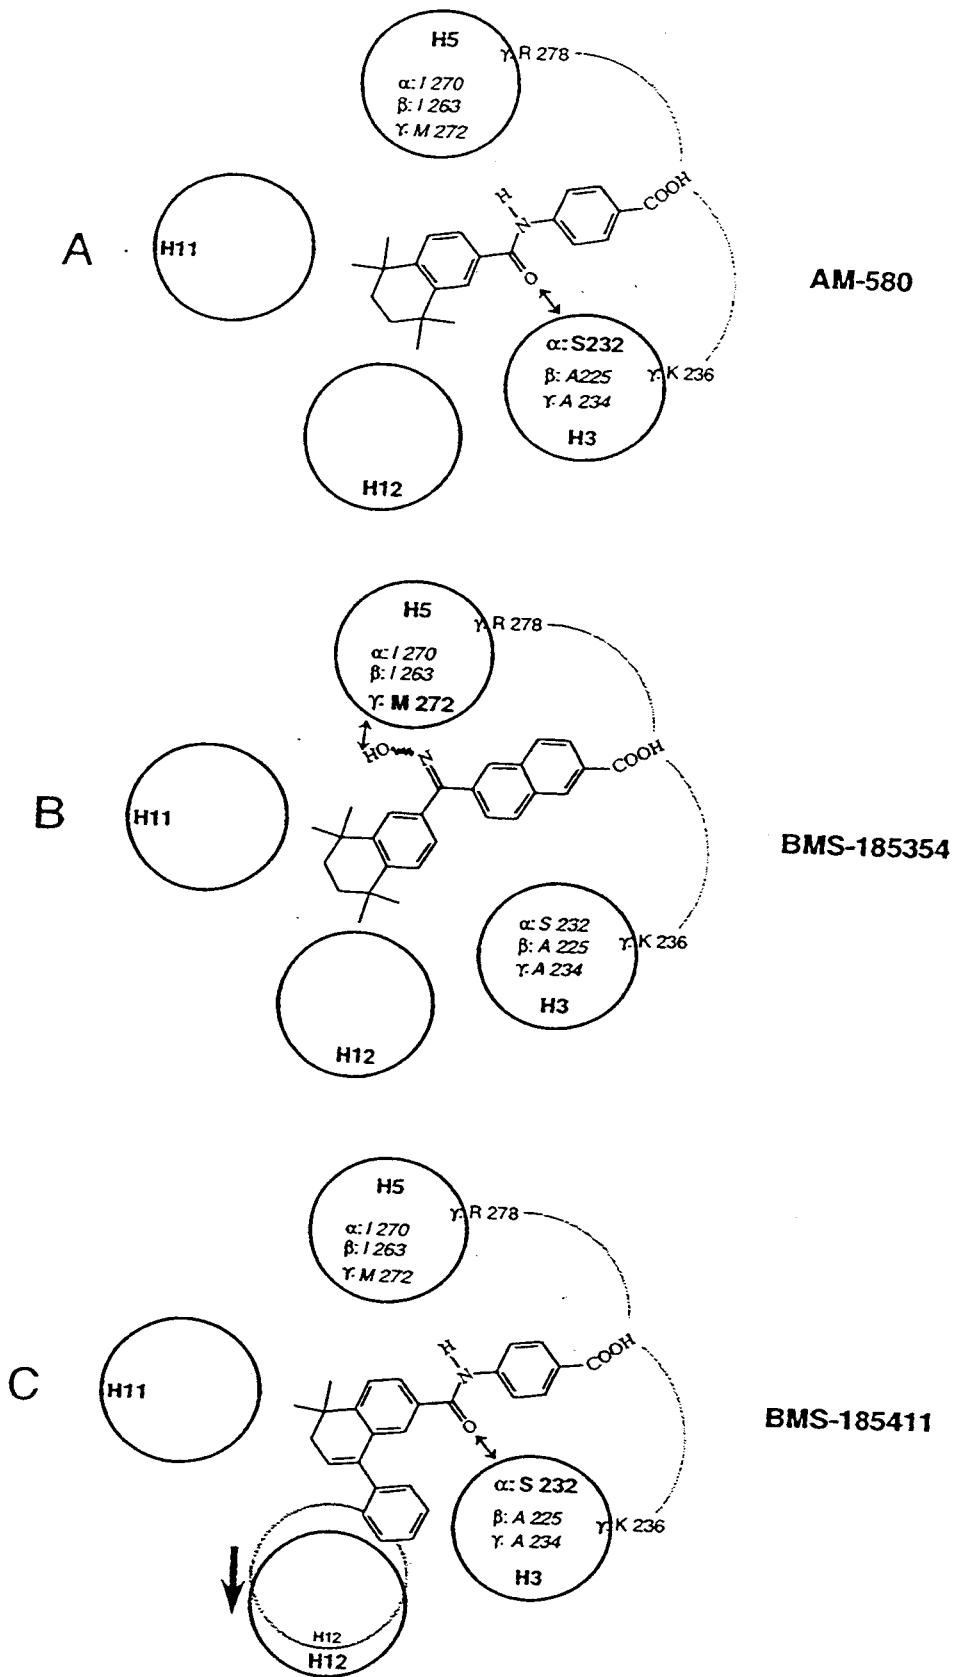 H5
γ: R 278
α: I 270
β: I 263
γ: M 272
COOH
H
N
O
A
H11
AM-580
α: S232
β: A225
γ: A 234
γ: K 236
H3
H12
H5
γ: R 278
α: I 270
β: I 263
γ: M 272
HO
N
COOH
B
H11
BMS-185354
α: S 232
β: A 225
γ: A 234
γ: K 236
H3
H12
H5
γ: R 278
α: I 270
β: I 263
γ: M 272
H
N
O
COOH
C
H11
BMS-185411
α: S 232
β: A 225
γ: A 234
γ: K 236
H3
H12
H12